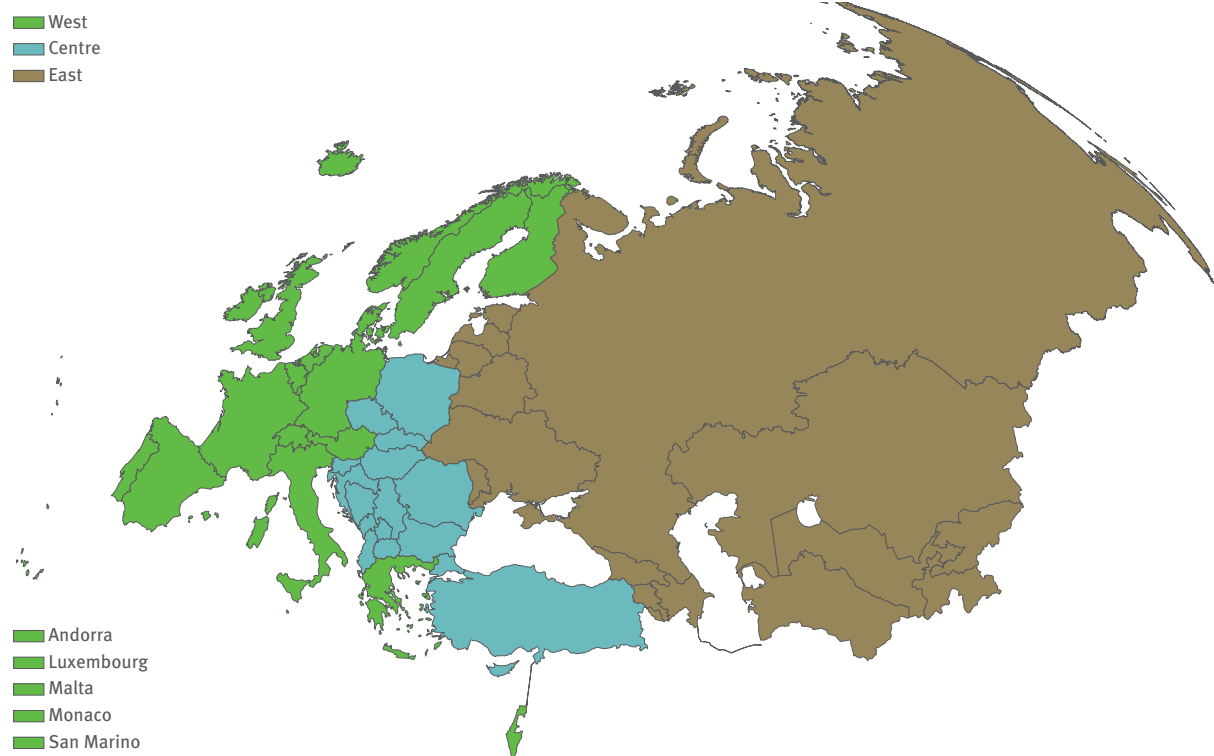 West
Centre
East
Andorra
Luxembourg
Malta
Monaco
San Marino